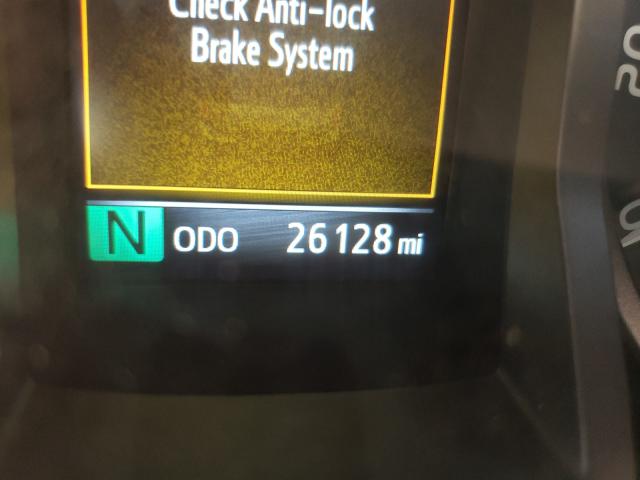 Check Anti-lock
Brake System
N ODO 26128 mi